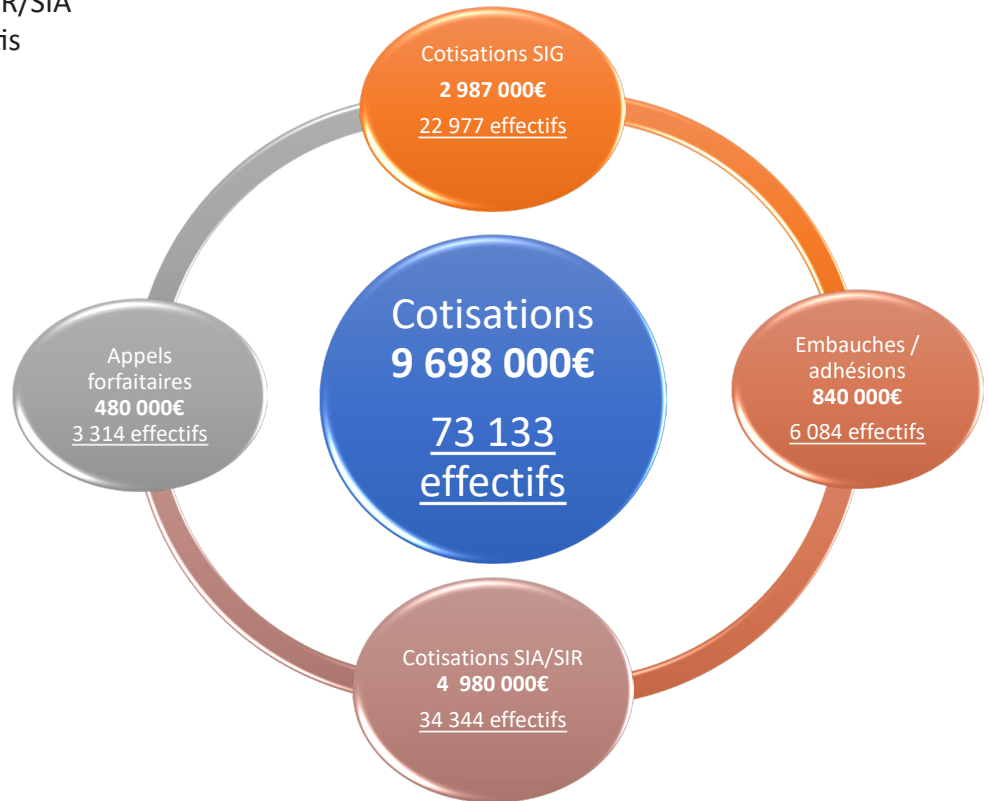 R/SIA
tis
Cotisations SIG
2 987 000€
22 977 effectifs
Cotisations
9 698 000€
73 133
effectifs
Appels
forfaitaires
480 000€
3 314 effectifs
Embauches /
adhésions
840 000€
6 084 effectifs
Cotisations SIA/SIR
4 980 000€
34 344 effectifs